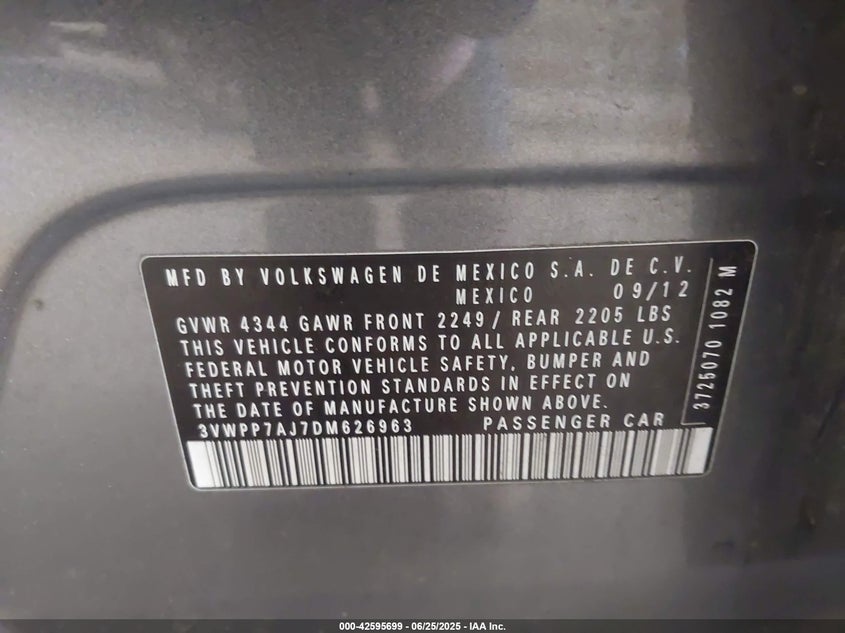 MFD BY VOLKSWAGEN DE MEXICO S.A. DE C.V.
MEXICO 09/12
GVWR 4344 GAWR FRONT 2249 / REAR 2205 LBS
THIS VEHICLE CONFORMS TO ALL APPLICABLE U.S.
FEDERAL MOTOR VEHICLE SAFETY, BUMPER AND
THEFT PREVENTION STANDARDS IN EFFECT ON
THE DATE OF MANUFACTURE SHOWN ABOVE.
3VWPP7AJ7DM626963 PASSENGER CAR
3725070 1082 M
000-42595699 | 06/25/2025 - IAA Inc.